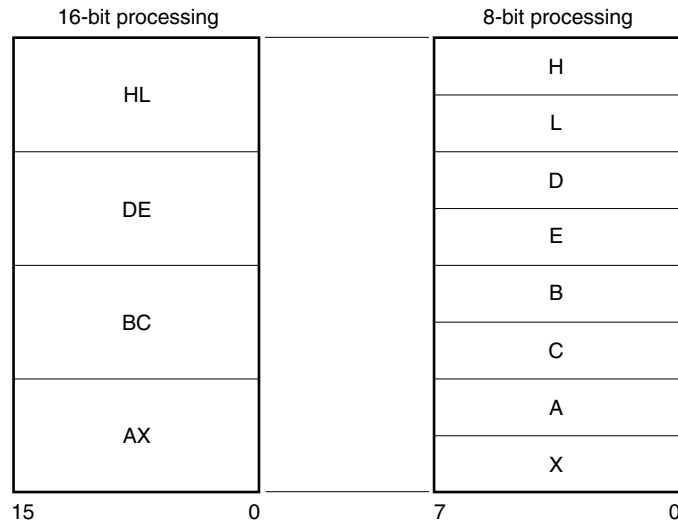 16-bit processing
8-bit processing
HL
DE
BC
AX
15 0
H
L
D
E
B
C
A
X
7 0